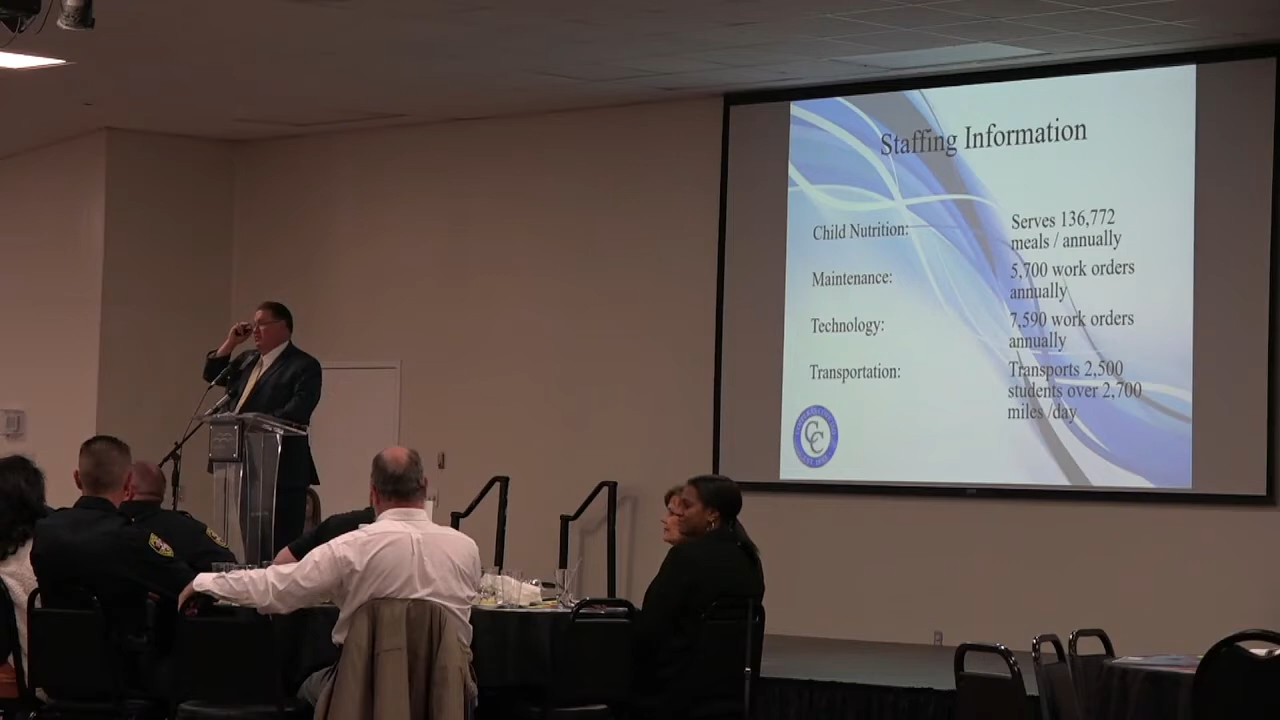 Staffing Information
Child Nutrition:
Serves 136,772
meals / annually
Maintenance:
5,700 work orders
annually
Technology:
7,590 work orders
annually
Transportation:
Transports 2,500
students over 2,700
miles /day
CC